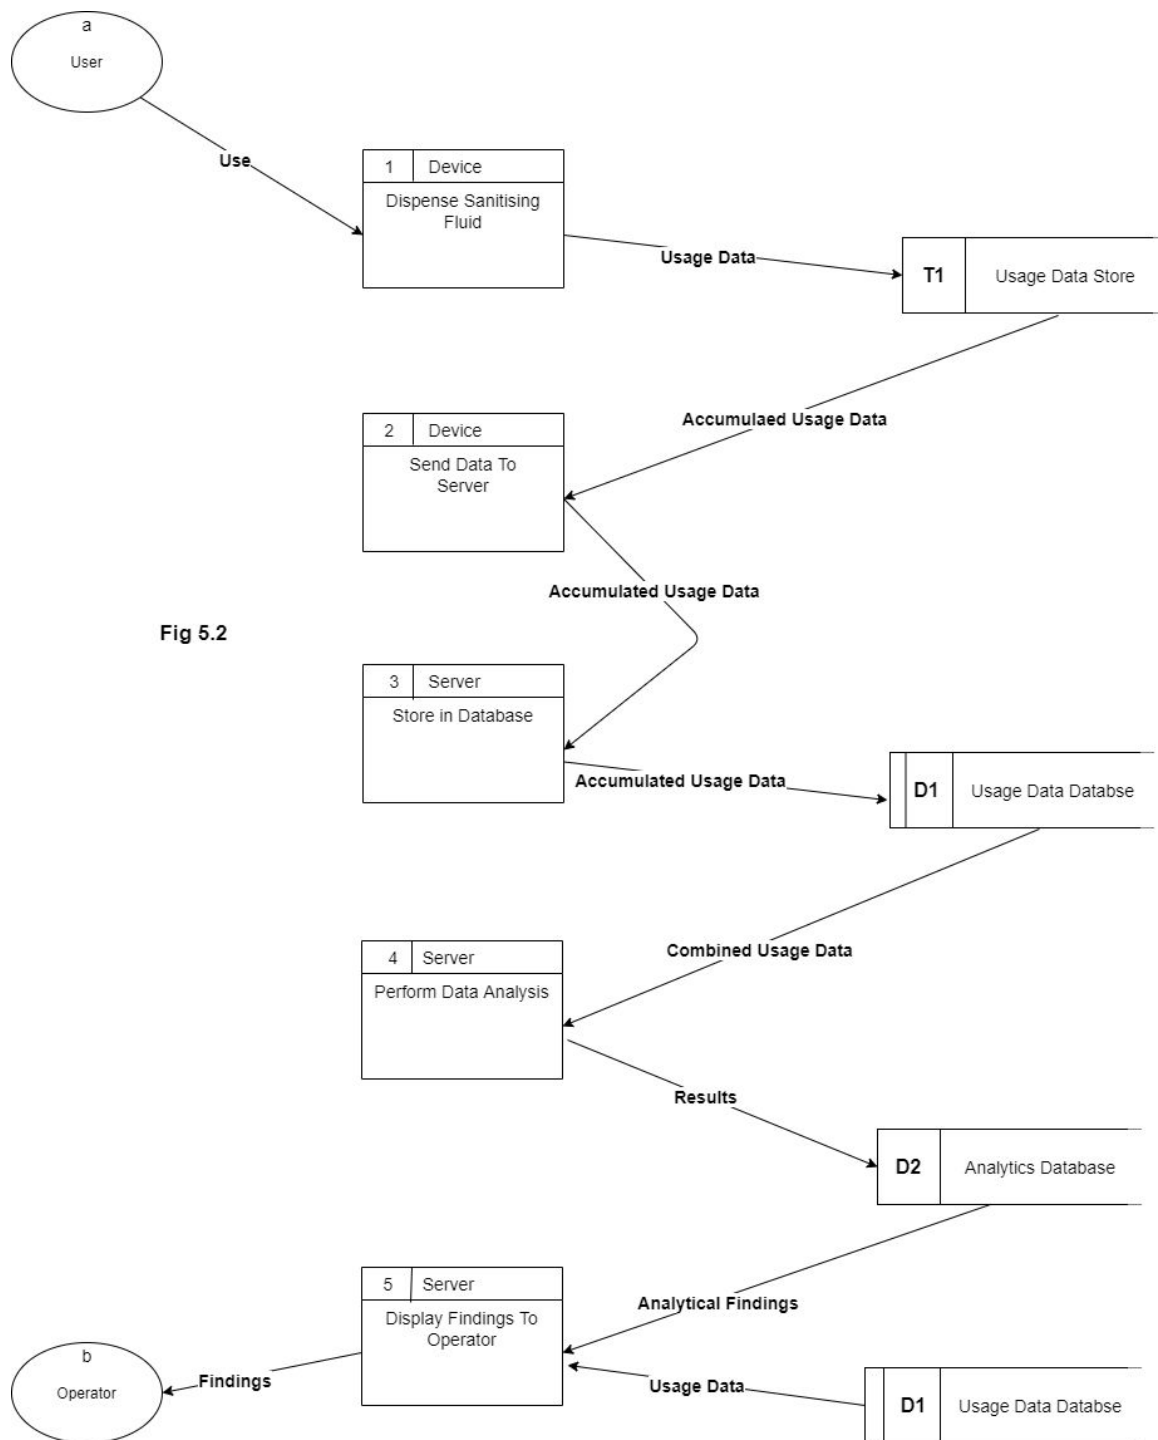 a
User
Use
1 Device
Dispense Sanitising
Fluid
Usage Data
T1 Usage Data Store
Accumulaed Usage Data
2 Device
Send Data To
Server
Accumulated Usage Data
Fig 5.2
3 Server
Store in Database
Accumulated Usage Data
D1 Usage Data Databse
Combined Usage Data
4 Server
Perform Data Analysis
Results
D2 Analytics Database
Analytical Findings
5 Server
Display Findings To
Operator
b
Operator
Findings
Usage Data
D1 Usage Data Databse